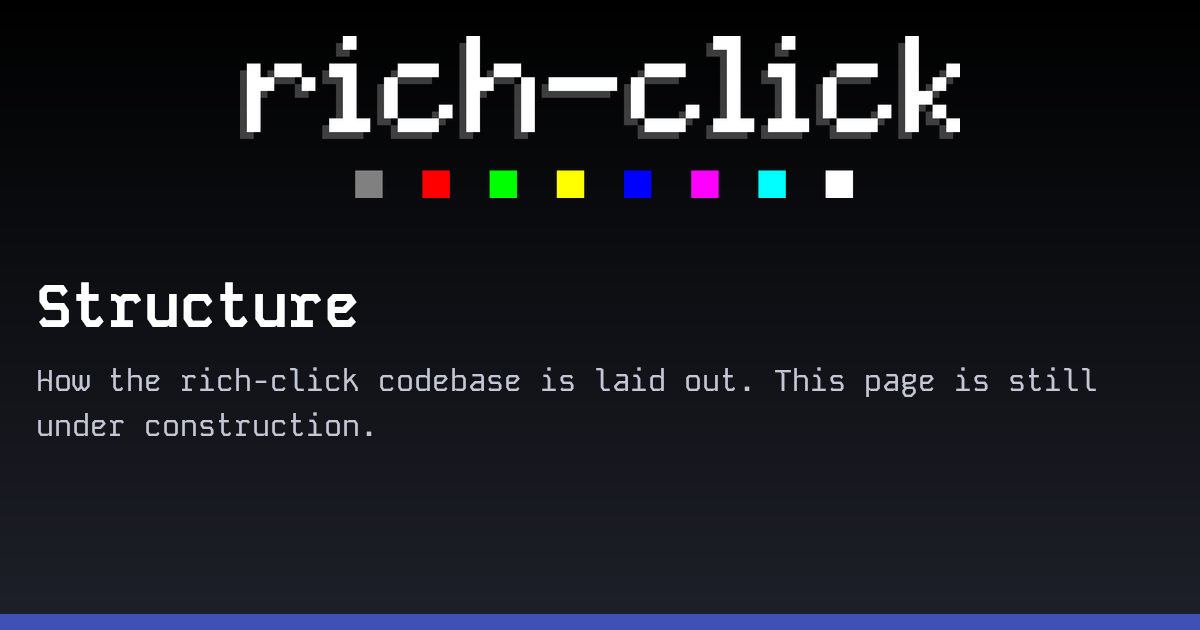 rich-click
Structure
How the rich-click codebase is laid out. This page is still
under construction.